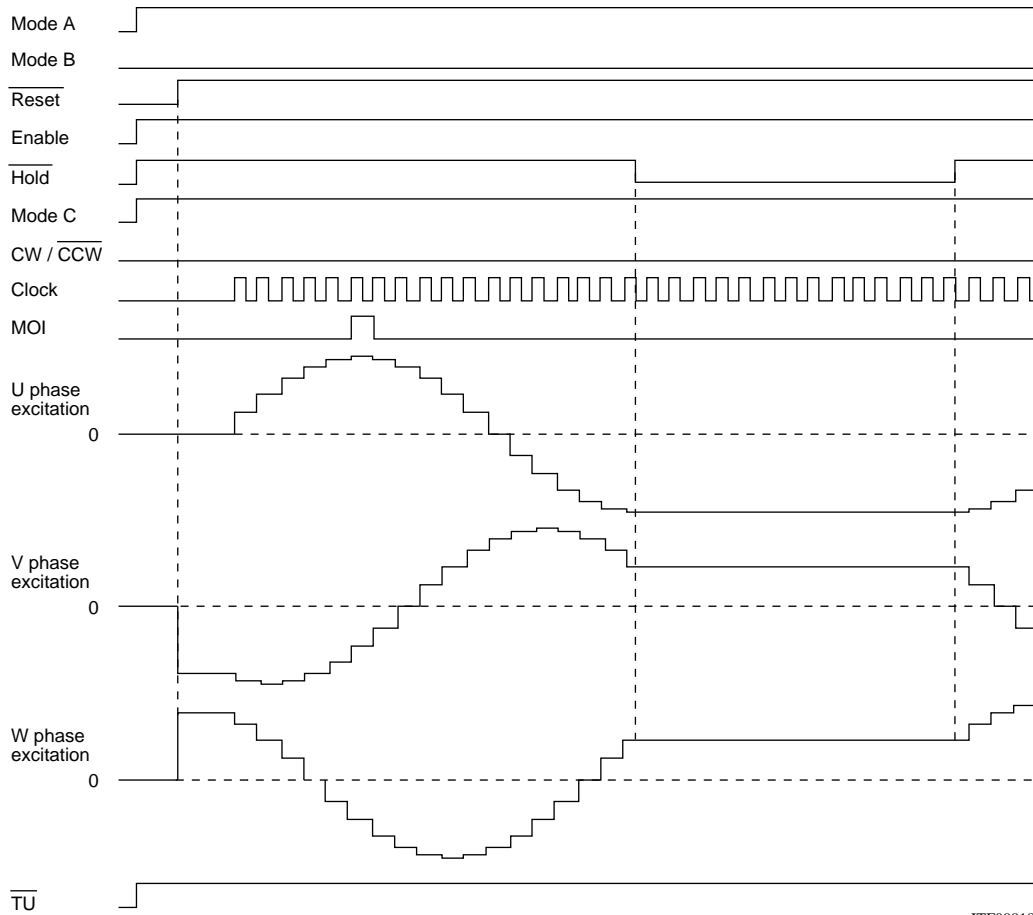 Mode A
Mode B
Reset
Enable
Hold
Mode C
CW / CCW
Clock
MOI
U phase
excitation
0
V phase
excitation
0
W phase
excitation
0
TU